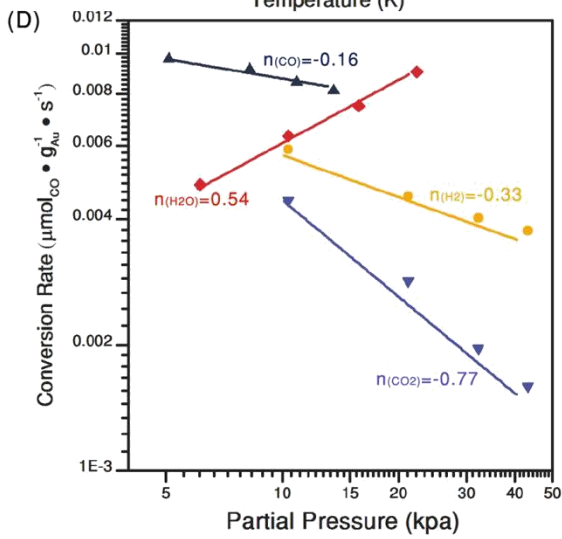 Temperature (K)
(D)
0.012
0.01
0.008
0.006
0.004
0.002
1E-3
Conversion Rate (μmolCO • g-1Au • s-1)
n(CO)=-0.16
n(H2O)=0.54
n(H2)=-0.33
n(CO2)=-0.77
5 10 15 20 30 40 50
Partial Pressure (kpa)